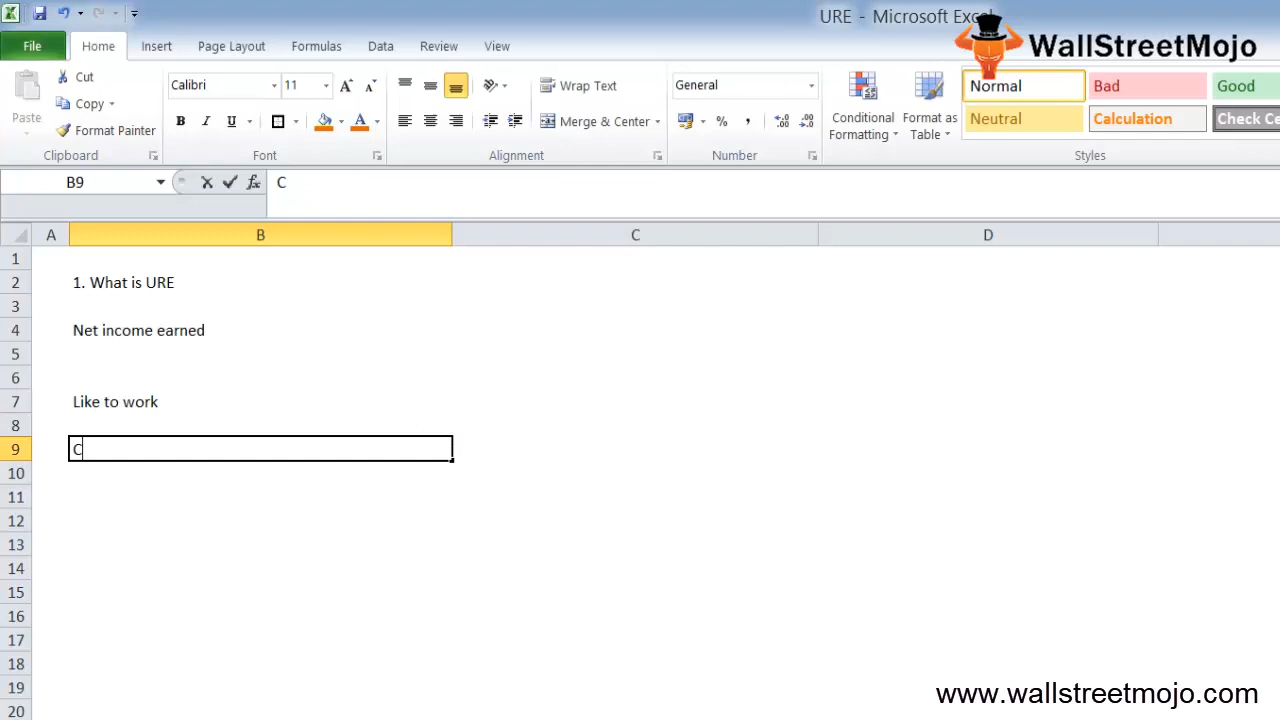 URE - Microsoft Excel
WallStreetMojo
File Home Insert Page Layout Formulas Data Review View
Paste
Cut
Copy
Format Painter
Clipboard
Calibri 11 A A
B I U A
Font
Wrap Text
Merge & Center
Alignment
General
% , .0 .00 .00 .0
Number
Conditional Formatting
Format as Table
Normal Bad Good
Neutral Calculation Check Ce
Styles
B9 fx C
A B C D
1
2 1. What is URE
3
4 Net income earned
5
6
7 Like to work
8
9 C
10
11
12
13
14
15
16
17
18
19
20
www.wallstreetmojo.com